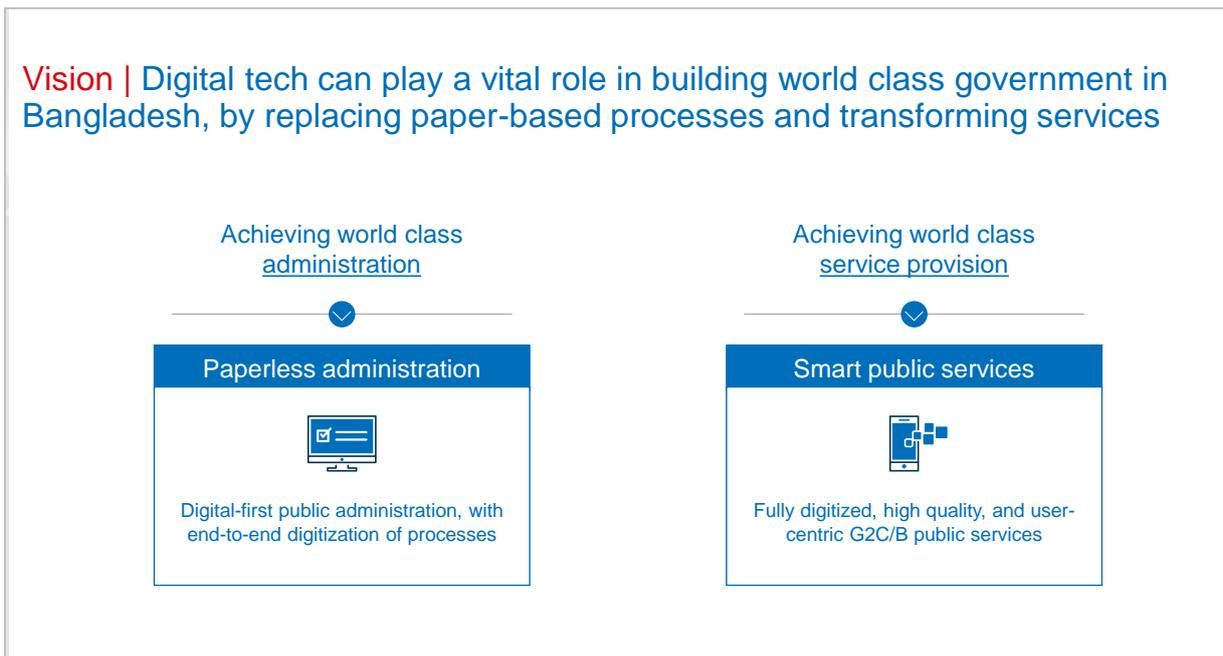 Vision | Digital tech can play a vital role in building world class government in
Bangladesh, by replacing paper-based processes and transforming services
Achieving world class
administration
Paperless administration
Digital-first public administration, with
end-to-end digitization of processes
Achieving world class
service provision
Smart public services
Fully digitized, high quality, and user-
centric G2C/B public services